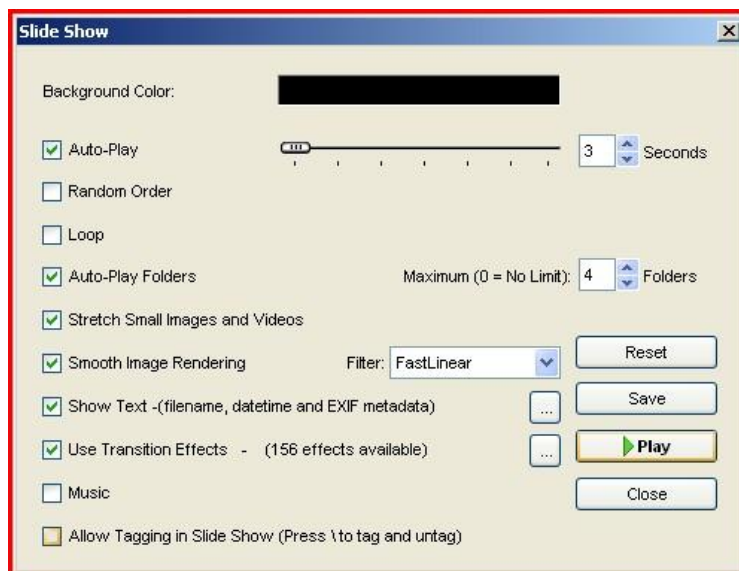 Slide Show
Background Color:
Auto-Play 3 Seconds
Random Order
Loop
Auto-Play Folders Maximum (0 = No Limit): 4 Folders
Stretch Small Images and Videos
Smooth Image Rendering Filter: FastLinear Reset
Show Text -(filename, datetime and EXIF metadata) ... Save
Use Transition Effects - (156 effects available) ... Play
Music Close
Allow Tagging in Slide Show (Press \ to tag and untag)